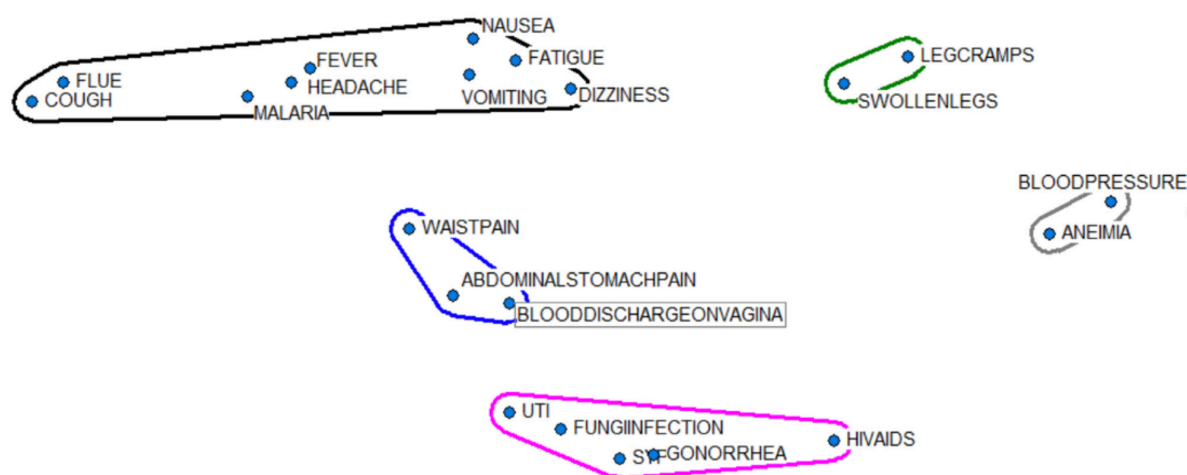 NAUSEA
FLUE
COUGH
FEVER
HEADACHE
MALARIA
FATIGUE
VOMITING
DIZZINESS
LEGCRAMPS
SWOLLENLEGS
BLOODPRESSURE
ANEIMIA
WAISTPAIN
ABDOMINALSTOMACHPAIN
BLOODDISCHARGEONVAGINA
UTI
FUNGIINFECTION
GONORRHEA
HIVAIDS